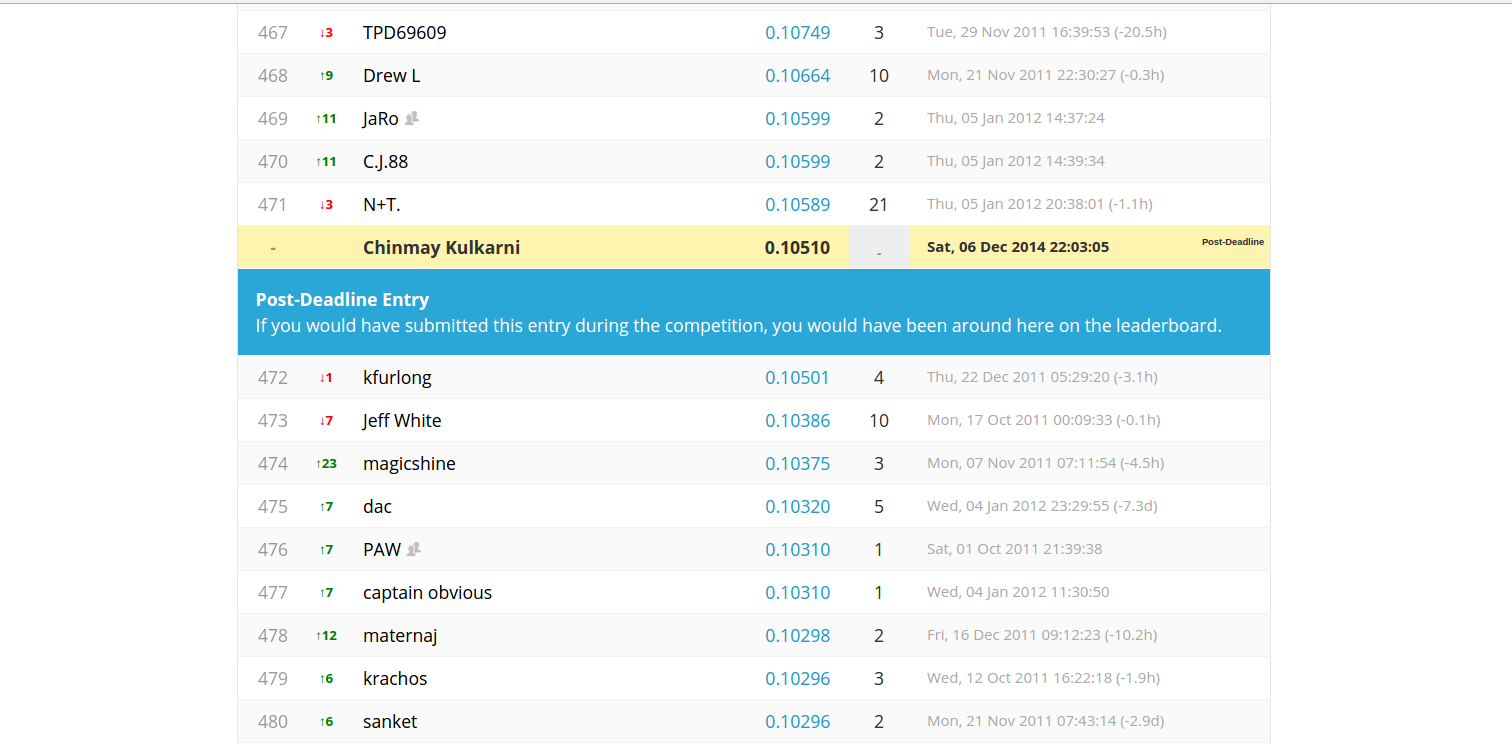 467 ↓3 TPD69609 0.10749 3 Tue, 29 Nov 2011 16:39:53 (-20.5h)
468 ↑9 Drew L 0.10664 10 Mon, 21 Nov 2011 22:30:27 (-0.3h)
469 ↑11 JaRo 0.10599 2 Thu, 05 Jan 2012 14:37:24
470 ↑11 C.J.88 0.10599 2 Thu, 05 Jan 2012 14:39:34
471 ↓3 N+T. 0.10589 21 Thu, 05 Jan 2012 20:38:01 (-1.1h)
- Chinmay Kulkarni 0.10510 - Sat, 06 Dec 2014 22:03:05 Post-Deadline
Post-Deadline Entry
If you would have submitted this entry during the competition, you would have been around here on the leaderboard.
472 ↓1 kfurlong 0.10501 4 Thu, 22 Dec 2011 05:29:20 (-3.1h)
473 ↓7 Jeff White 0.10386 10 Mon, 17 Oct 2011 00:09:33 (-0.1h)
474 ↑23 magicshine 0.10375 3 Mon, 07 Nov 2011 07:11:54 (-4.5h)
475 ↑7 dac 0.10320 5 Wed, 04 Jan 2012 23:29:55 (-7.3d)
476 ↑7 PAW 0.10310 1 Sat, 01 Oct 2011 21:39:38
477 ↑7 captain obvious 0.10310 1 Wed, 04 Jan 2012 11:30:50
478 ↑12 maternaj 0.10298 2 Fri, 16 Dec 2011 09:12:23 (-10.2h)
479 ↑6 krachos 0.10296 3 Wed, 12 Oct 2011 16:22:18 (-1.9h)
480 ↑6 sanket 0.10296 2 Mon, 21 Nov 2011 07:43:14 (-2.9d)